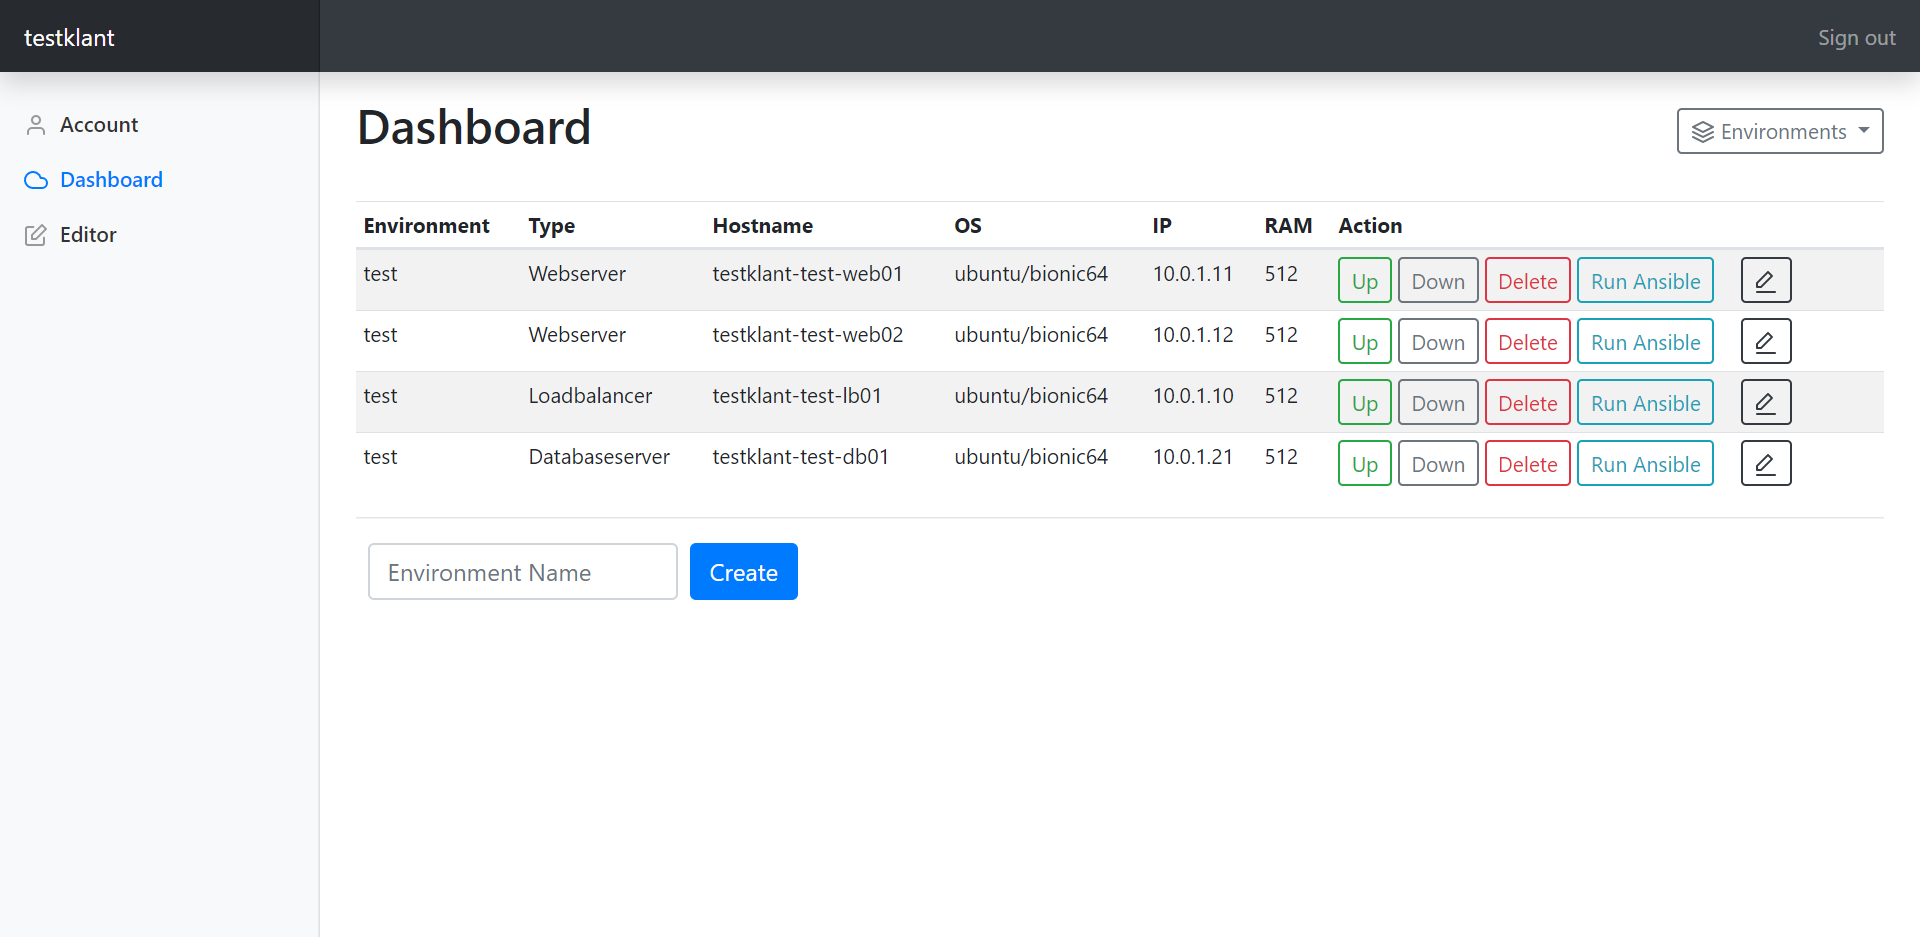 testklant
Sign out
Account
Dashboard
Editor
Dashboard
Environments
Environment Type Hostname OS IP RAM Action
test Webserver testklant-test-web01 ubuntu/bionic64 10.0.1.11 512 Up Down Delete Run Ansible
test Webserver testklant-test-web02 ubuntu/bionic64 10.0.1.12 512 Up Down Delete Run Ansible
test Loadbalancer testklant-test-lb01 ubuntu/bionic64 10.0.1.10 512 Up Down Delete Run Ansible
test Databaseserver testklant-test-db01 ubuntu/bionic64 10.0.1.21 512 Up Down Delete Run Ansible
Environment Name Create